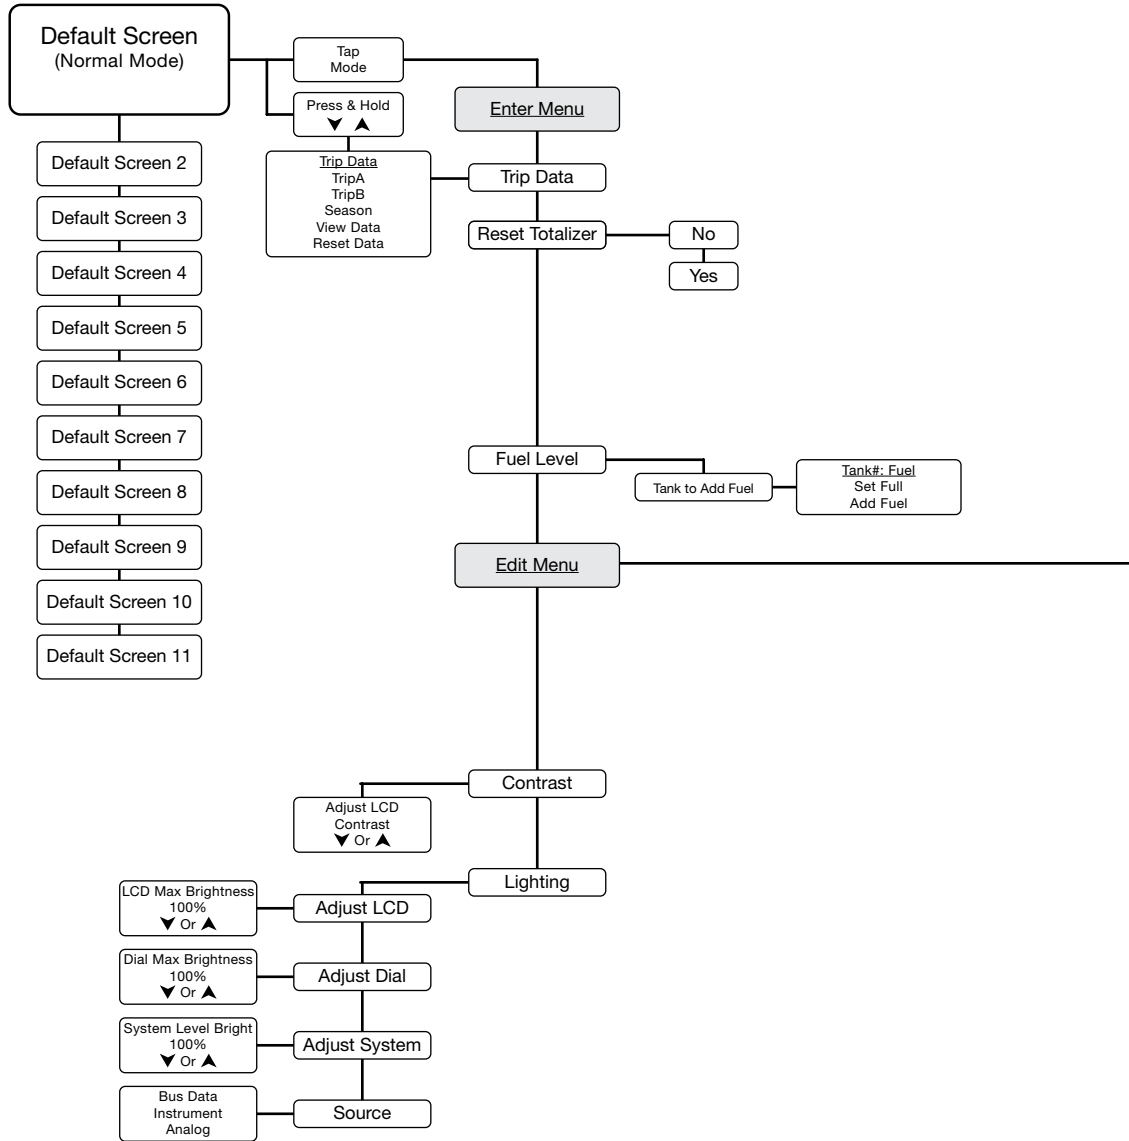 Default Screen
(Normal Mode)
Tap
Mode
Press & Hold
Enter Menu
Default Screen 2
Default Screen 3
Default Screen 4
Default Screen 5
Default Screen 6
Default Screen 7
Default Screen 8
Default Screen 9
Default Screen 10
Default Screen 11
Trip Data
TripA
TripB
Season
View Data
Reset Data
Trip Data
Reset Totalizer
No
Yes
Fuel Level
Tank to Add Fuel
Tank#: Fuel
Set Full
Add Fuel
Edit Menu
Contrast
Adjust LCD
Contrast
Or
Lighting
LCD Max Brightness
100%
Or
Adjust LCD
Dial Max Brightness
100%
Or
Adjust Dial
System Level Bright
100%
Or
Adjust System
Bus Data
Instrument
Analog
Source